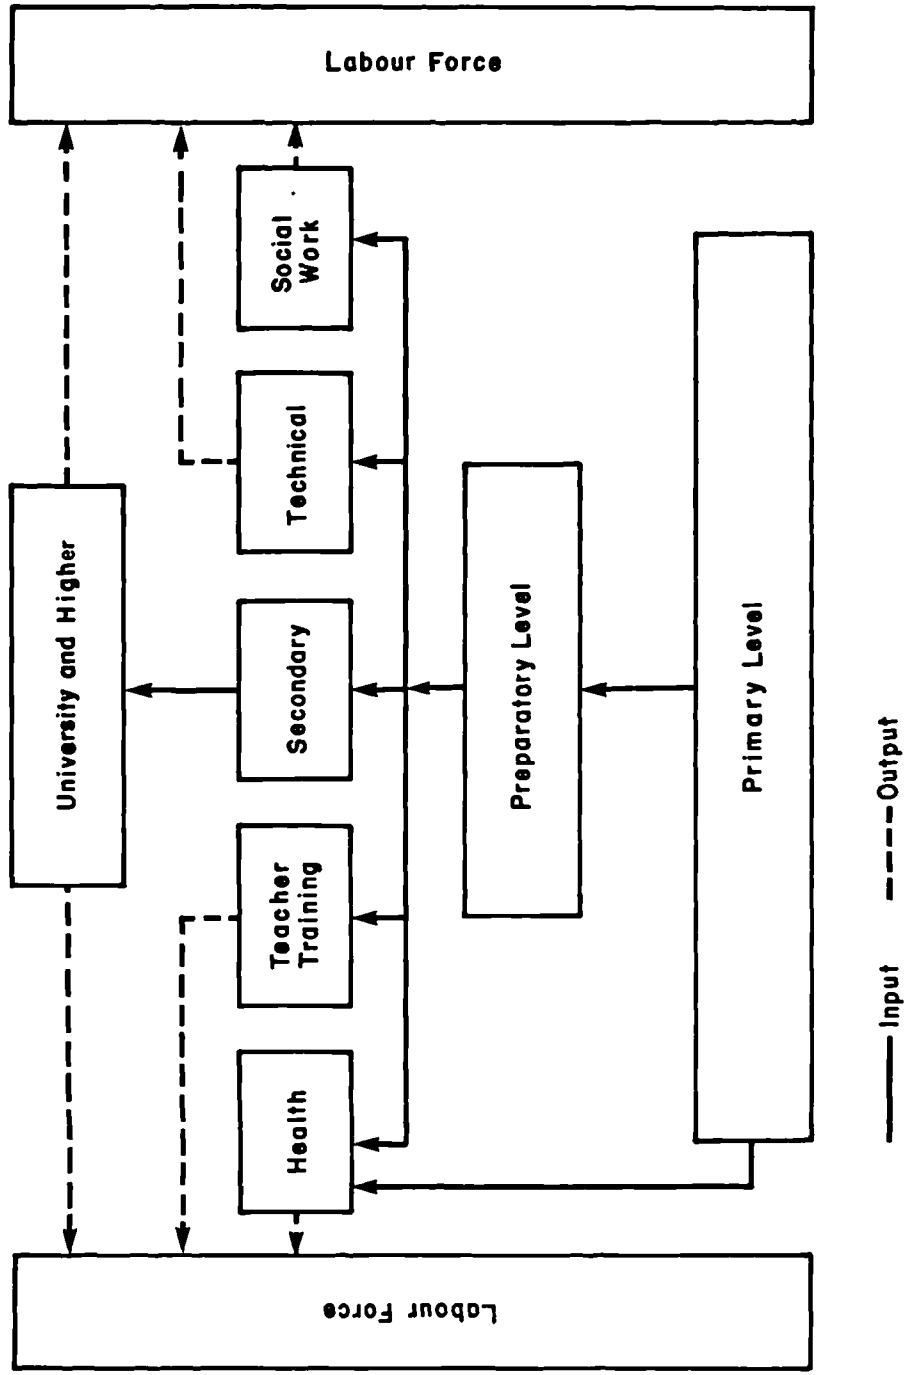 Labour Force
University and Higher
Health
Teacher
Training
Secondary
Technical
Social
Work
Preparatory Level
Primary Level
Labour Force
Input
Output